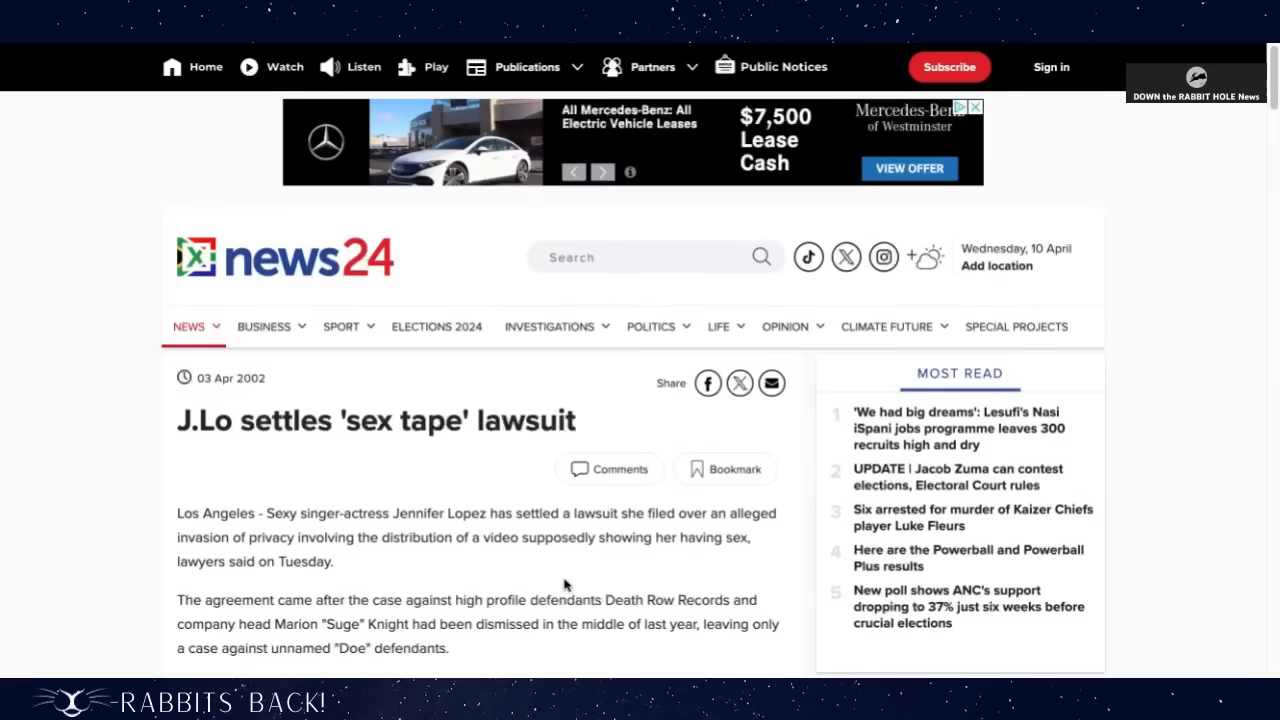 Home Watch Listen Play Publications Partners Public Notices Subscribe Sign in
DOWN the RABBIT HOLE News
All Mercedes-Benz: All
Electric Vehicle Leases
$7,500
Lease
Cash
Mercedes-Ben
of Westminster
VIEW OFFER
news24
Search
Wednesday, 10 April
Add location
NEWS BUSINESS SPORT ELECTIONS 2024 INVESTIGATIONS POLITICS LIFE OPINION CLIMATE FUTURE SPECIAL PROJECTS
03 Apr 2002
Share
J.Lo settles 'sex tape' lawsuit
Comments Bookmark
Los Angeles - Sexy singer-actress Jennifer Lopez has settled a lawsuit she filed over an alleged
invasion of privacy involving the distribution of a video supposedly showing her having sex,
lawyers said on Tuesday.
The agreement came after the case against high profile defendants Death Row Records and
company head Marion "Suge" Knight had been dismissed in the middle of last year, leaving only
a case against unnamed "Doe" defendants.
MOST READ
1 'We had big dreams': Lesufi's Nasi
iSpani jobs programme leaves 300
recruits high and dry
2 UPDATE | Jacob Zuma can contest
elections, Electoral Court rules
3 Six arrested for murder of Kaizer Chiefs
player Luke Fleurs
4 Here are the Powerball and Powerball
Plus results
5 New poll shows ANC's support
dropping to 37% just six weeks before
crucial elections
-RABBITS BACK!